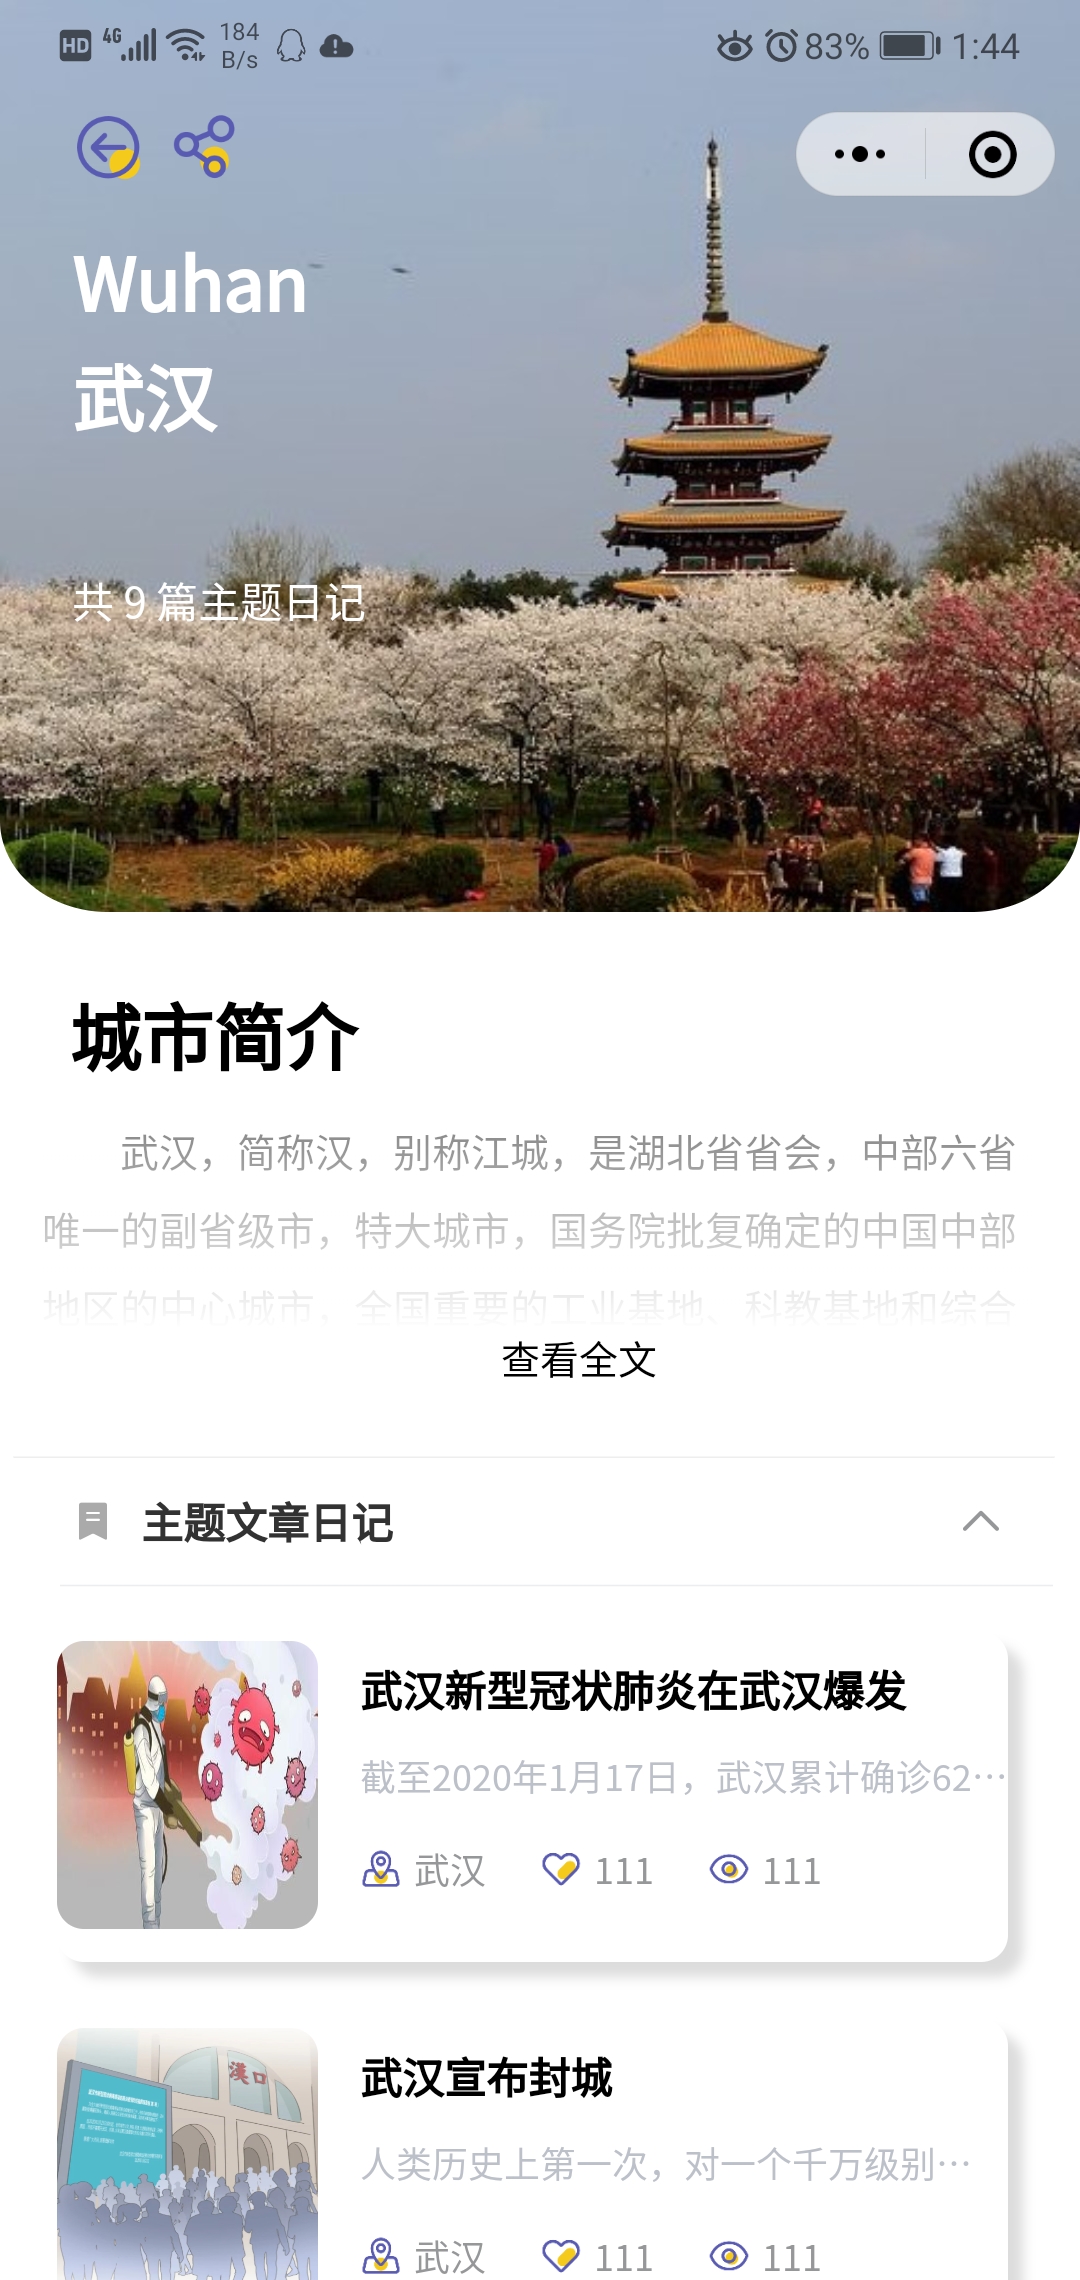 HD 4G 184 B/s 83% 1:44
Wuhan
武汉
共 9 篇主题日记
城市简介
武汉，简称汉，别称江城，是湖北省省会，中部六省
唯一的副省级市，特大城市，国务院批复确定的中国中部
地区的中心城市，全国重要的工业基地、科教基地和综合
查看全文
主题文章日记
武汉新型冠状肺炎在武汉爆发
截至2020年1月17日，武汉累计确诊62…
武汉 111 111
漢口
武汉宣布封城
人类历史上第一次，对一个千万级别…
武汉 111 111